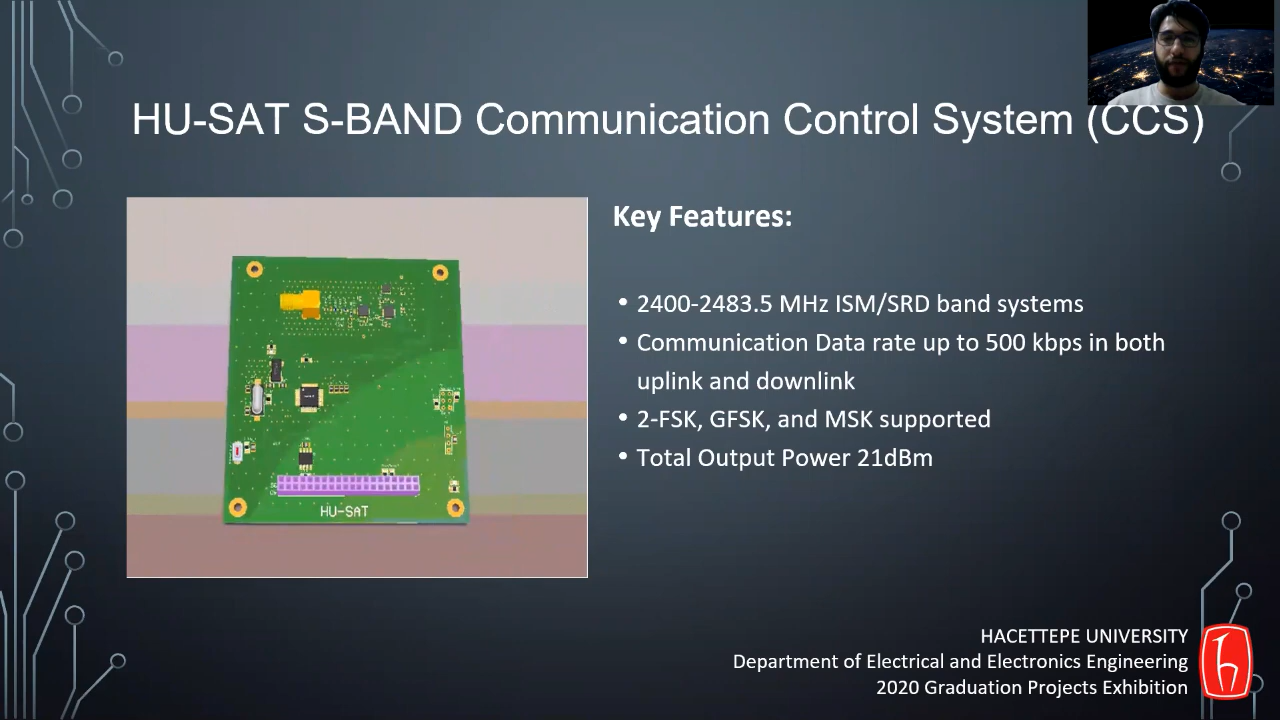 HU-SAT S-BAND Communication Control System (CCS)
Key Features:
• 2400-2483.5 MHz ISM/SRD band systems
• Communication Data rate up to 500 kbps in both
uplink and downlink
• 2-FSK, GFSK, and MSK supported
• Total Output Power 21dBm
HU-SAT
HACETTEPE UNIVERSITY
Department of Electrical and Electronics Engineering
2020 Graduation Projects Exhibition